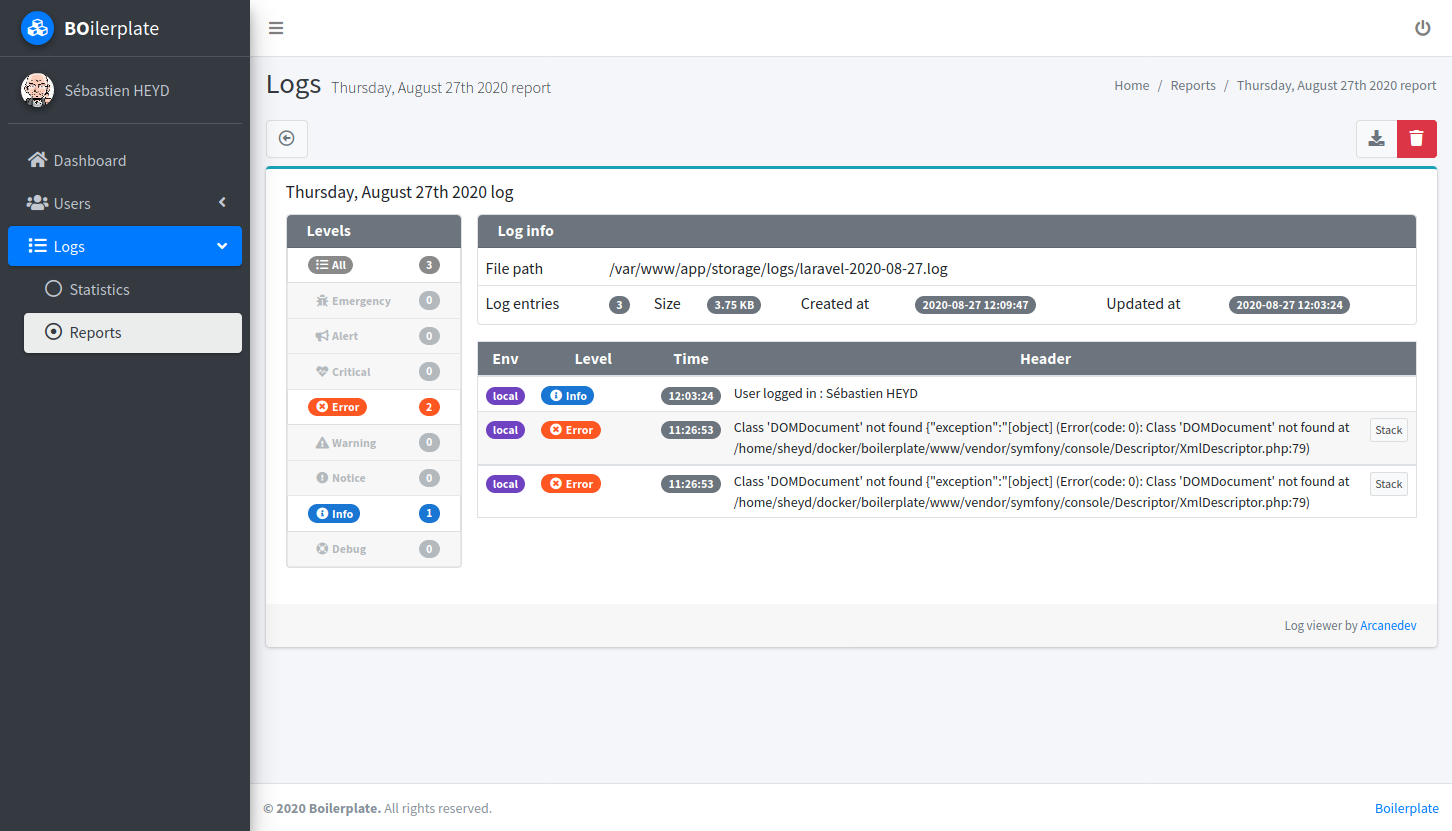 BOilerplate
Sébastien HEYD
Dashboard
Users
Logs
Statistics
Reports
Logs Thursday, August 27th 2020 report
Home / Reports / Thursday, August 27th 2020 report
Thursday, August 27th 2020 log
Levels
All 3
Emergency 0
Alert 0
Critical 0
Error 2
Warning 0
Notice 0
Info 1
Debug 0
Log info
File path /var/www/app/storage/logs/laravel-2020-08-27.log
Log entries 3 Size 3.75 KB Created at 2020-08-27 12:09:47 Updated at 2020-08-27 12:03:24
Env Level Time Header
local Info 12:03:24 User logged in : Sébastien HEYD
local Error 11:26:53 Class 'DOMDocument' not found {"exception":"[object] (Error(code: 0): Class 'DOMDocument' not found at Stack
/home/sheyd/docker/boilerplate/www/vendor/symfony/console/Descriptor/XmlDescriptor.php:79)
local Error 11:26:53 Class 'DOMDocument' not found {"exception":"[object] (Error(code: 0): Class 'DOMDocument' not found at Stack
/home/sheyd/docker/boilerplate/www/vendor/symfony/console/Descriptor/XmlDescriptor.php:79)
Log viewer by Arcanedev
© 2020 Boilerplate. All rights reserved.
Boilerplate